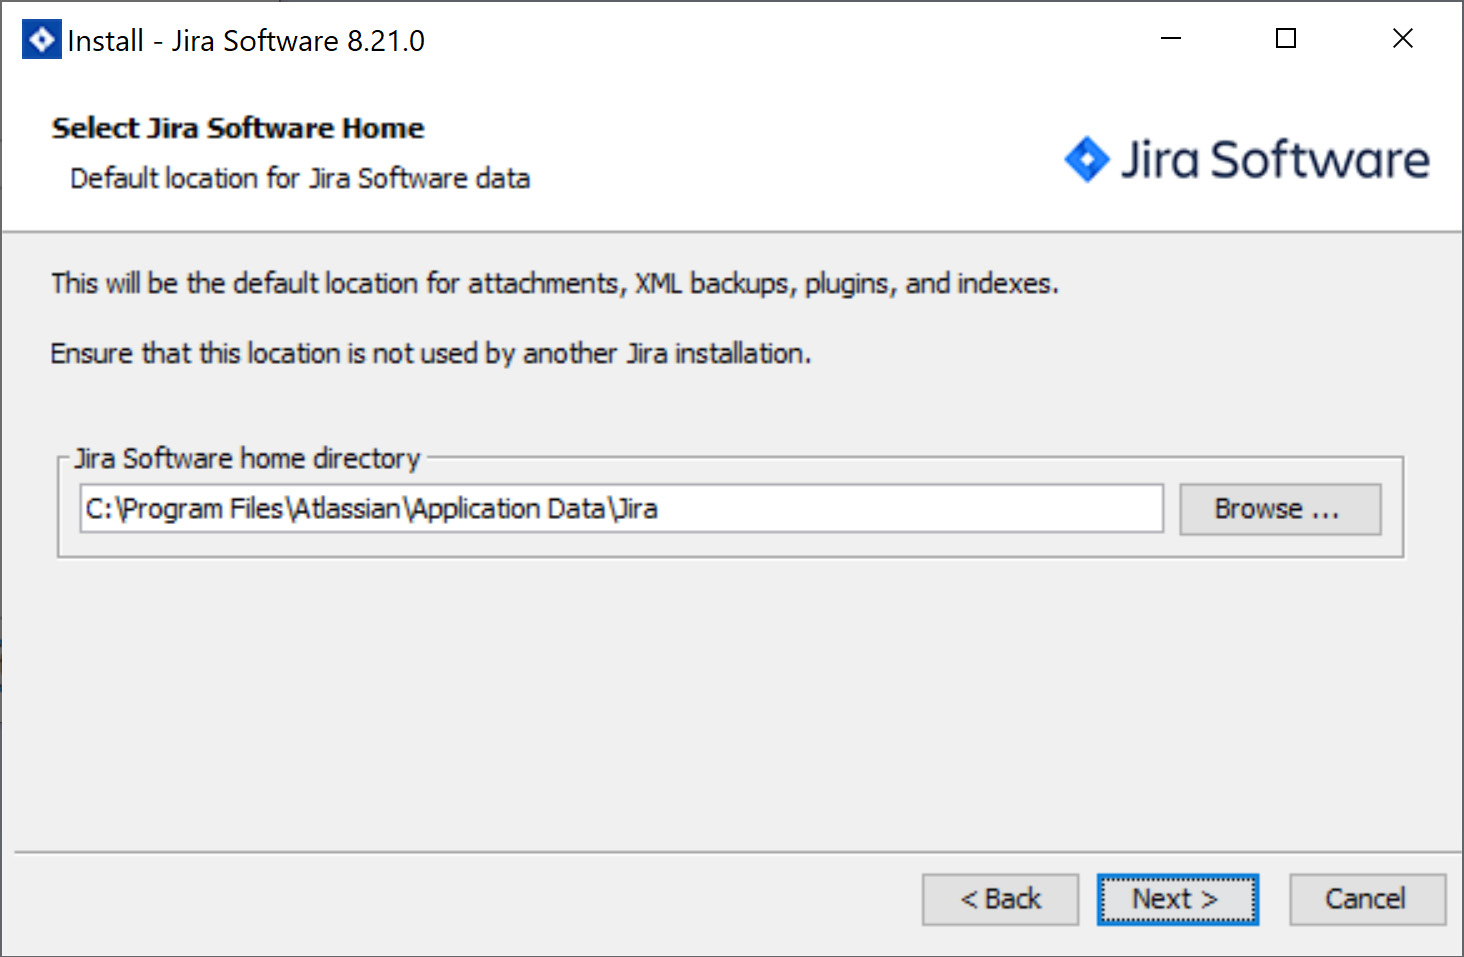 Install - Jira Software 8.21.0
Select Jira Software Home
Default location for Jira Software data
Jira Software
This will be the default location for attachments, XML backups, plugins, and indexes.
Ensure that this location is not used by another Jira installation.
Jira Software home directory
C:\Program Files\Atlassian\Application Data\Jira
Browse ...
< Back
Next >
Cancel